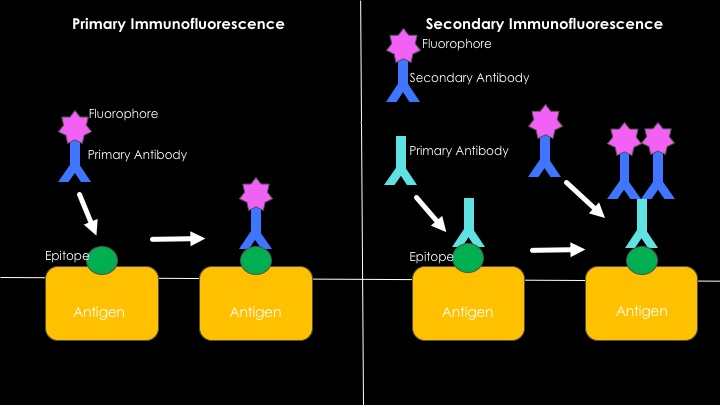 Primary Immunofluorescence
Fluorophore
Primary Antibody
Epitope
Antigen
Antigen
Secondary Immunofluorescence
Fluorophore
Secondary Antibody
Primary Antibody
Epitope
Antigen
Antigen